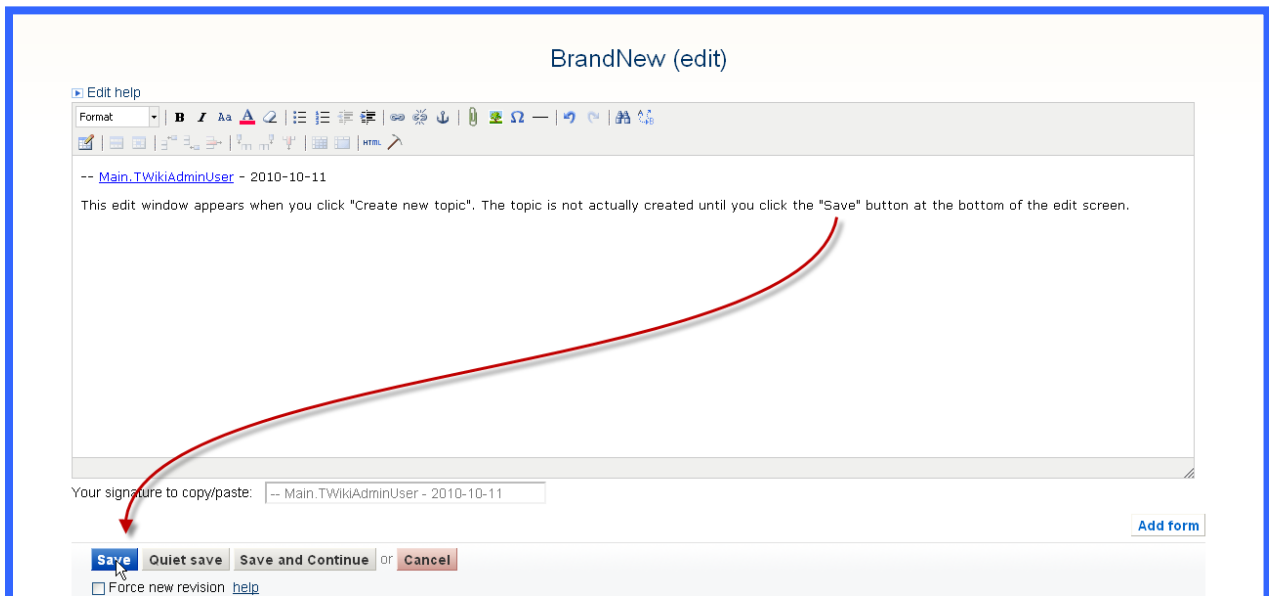 BrandNew (edit)
Edit help
Format B I Aa A Ω —
HTML
-- Main.TWikiAdminUser - 2010-10-11
This edit window appears when you click "Create new topic". The topic is not actually created until you click the "Save" button at the bottom of the edit screen.
Your signature to copy/paste: -- Main.TWikiAdminUser - 2010-10-11
Add form
Save Quiet save Save and Continue or Cancel
Force new revision help